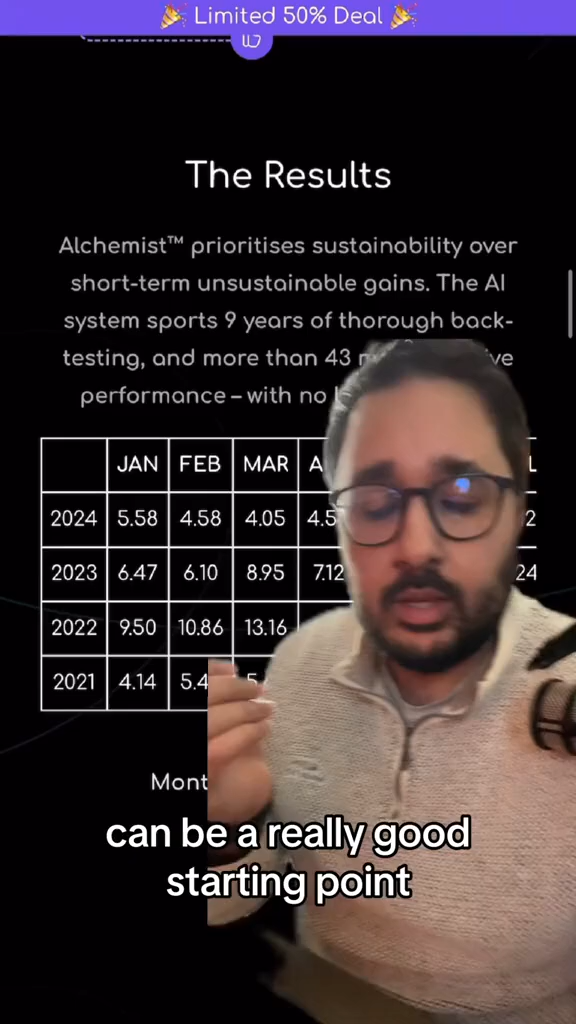 🎉 Limited 50% Deal 🎉
The Results
Alchemist™ prioritises sustainability over
short-term unsustainable gains. The AI
system sports 9 years of thorough back-
testing, and more than 43
performance – with no
JAN FEB MAR
2024 5.58 4.58 4.05
2023 6.47 6.10 8.95 7.12
2022 9.50 10.86 13.16
2021 4.14
can be a really good
starting point